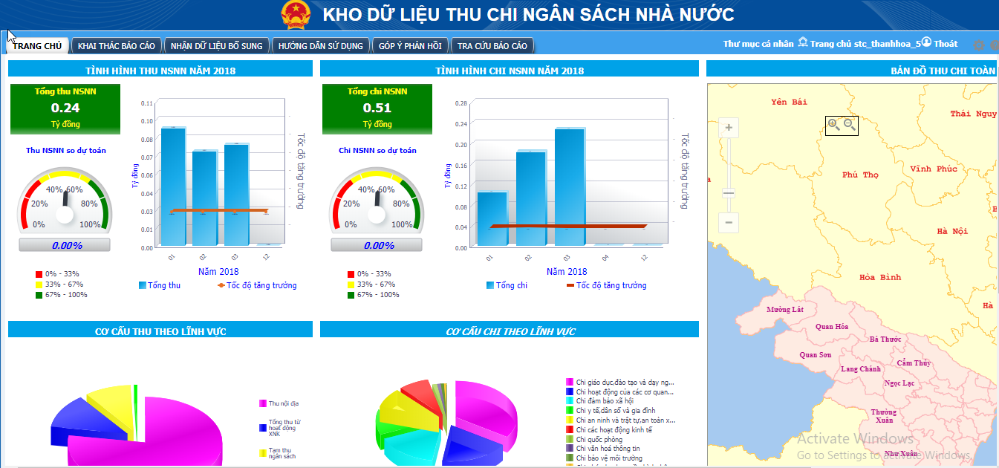 KHO DỮ LIỆU THU CHI NGÂN SÁCH NHÀ NƯỚC
TRANG CHỦ
KHAI THÁC BÁO CÁO
NHẬN DỮ LIỆU BỔ SUNG
HƯỚNG DẪN SỬ DỤNG
GÓP Ý PHẢN HỒI
TRA CỨU BÁO CÁO
Thư mục cá nhân
Trang chủ stc_thanhhoa_5
Thoát
TÌNH HÌNH THU NSNN NĂM 2018
Tổng thu NSNN
0.24
Tỷ đồng
Thu NSNN so dự toán
0%
20%
40%
60%
80%
100%
0.00%
0% - 33%
33% - 67%
67% - 100%
0.11
0.10
0.08
0.07
0.06
0.04
0.03
0.01
0.00
Tỷ đồng
Tốc độ tăng trưởng
01
02
03
12
Năm 2018
Tổng thu
Tốc độ tăng trưởng
TÌNH HÌNH CHI NSNN NĂM 2018
Tổng chi NSNN
0.51
Tỷ đồng
Chi NSNN so dự toán
0%
20%
40%
60%
80%
100%
0.00%
0% - 33%
33% - 67%
67% - 100%
0.28
0.24
0.20
0.16
0.12
0.08
0.04
0.00
Tỷ đồng
Tốc độ tăng trưởng
01
02
03
04
12
Năm 2018
Tổng chi
Tốc độ tăng trưởng
CƠ CẤU THU THEO LĨNH VỰC
Thu nội địa
Tổng thu từ
hoạt động
XNK
Tạm thu
ngân sách
CƠ CẤU CHI THEO LĨNH VỰC
Chi giáo dục,đào tạo và dạy ng...
Chi hoạt động của các cơ quan...
Chi đảm bảo xã hội
Chi y tế,dân số và gia đình
Chi an ninh và trật tự,an toàn x...
Chi các hoạt động kinh tế
Chi quốc phòng
Chi văn hoá thông tin
Chi bảo vệ môi trường
BẢN ĐỒ THU CHI TOÀN
Yên Bái
Thái Nguy
Phú Thọ
Vĩnh Phúc
Hà Nội
Hòa Bình
Hà
Mường Lát
Quan Hóa
Bá Thước
Quan Sơn
Lang Chánh
Cẩm Thủy
Ngọc Lạc
Thường
Xuân
Như Xuân
Activate Windows
Go to Settings to activate Windows.